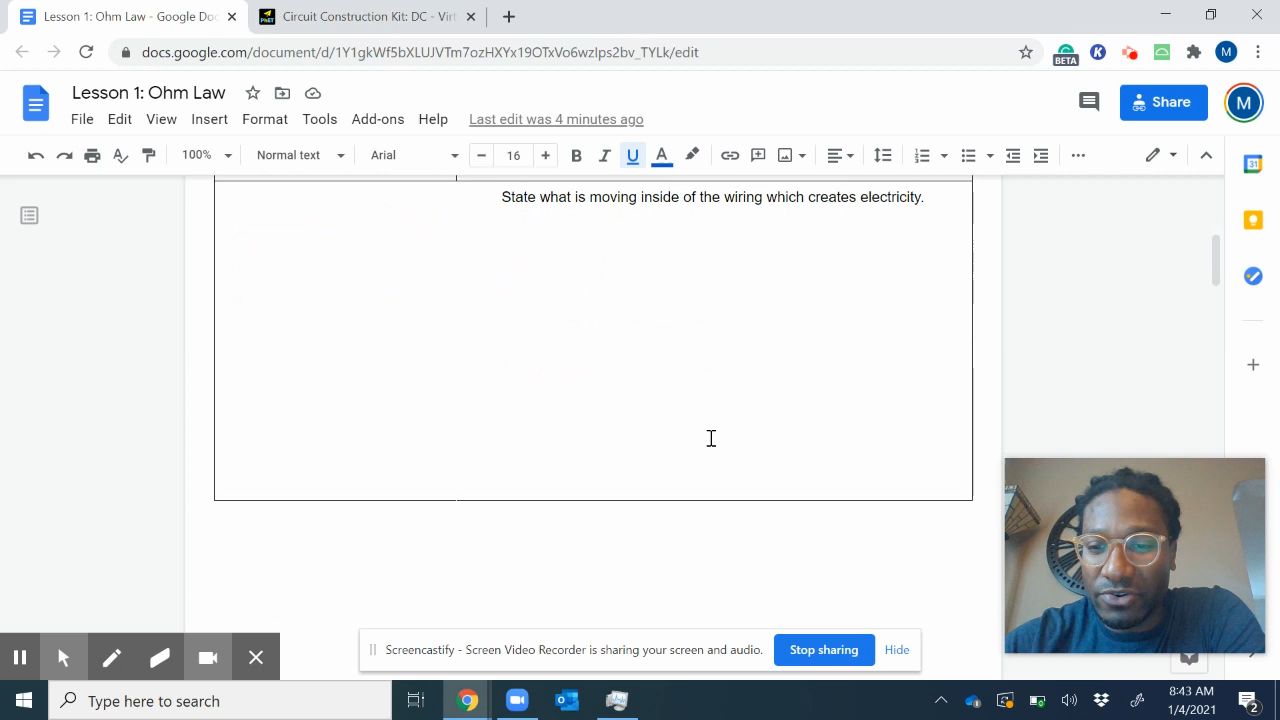 Lesson 1: Ohm Law - Google Doc
Circuit Construction Kit: DC - Virt
docs.google.com/document/d/1Y1gkWf5bXLUJVTm7ozHXYx19OTxVo6wzlps2bv_TYLk/edit
BETA
M
Lesson 1: Ohm Law
Share
M
File Edit View Insert Format Tools Add-ons Help Last edit was 4 minutes ago
100% Normal text Arial 16 B I U A
31
State what is moving inside of the wiring which creates electricity.
Screencastify - Screen Video Recorder is sharing your screen and audio. Stop sharing Hide
Type here to search
8:43 AM
1/4/2021
2